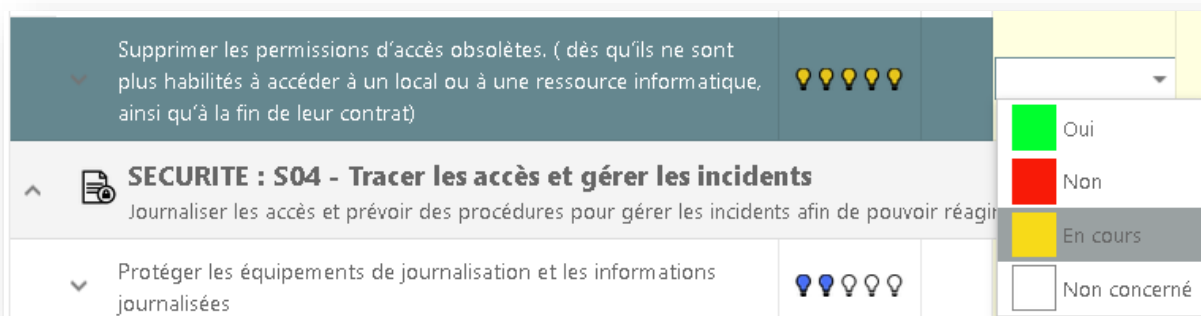 Supprimer les permissions d'accès obsolètes. ( dès qu'ils ne sont
plus habilités à accéder à un local ou à une ressource informatique,
ainsi qu'à la fin de leur contrat)
Oui
SECURITE : S04 - Tracer les accès et gérer les incidents
Non
Journaliser les accès et prévoir des procédures pour gérer les incidents afin de pouvoir réagir
En cours
Protéger les équipements de journalisation et les informations
journalisées
Non concerné